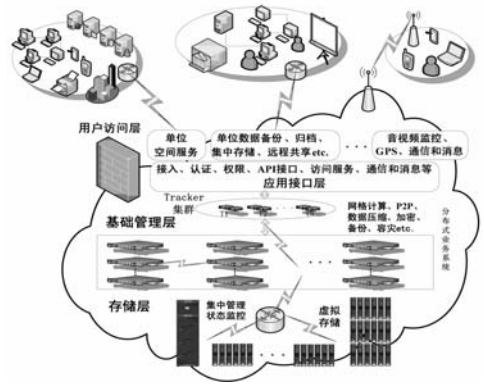 用户访问层
单位
空间服务
单位数据备份、归档、
集中存储、远程共享etc.
...
音视频监控、
GPS、通信和消息
接入、认证、权限、API接口、访问服务、通信和消息等
应用接口层
Tracker
集群
基础管理层
网格计算、P2P、
数据压缩、加密、
备份、容灾etc.
分布式业务系统
存储层
集中管理
状态监控
虚拟
存储